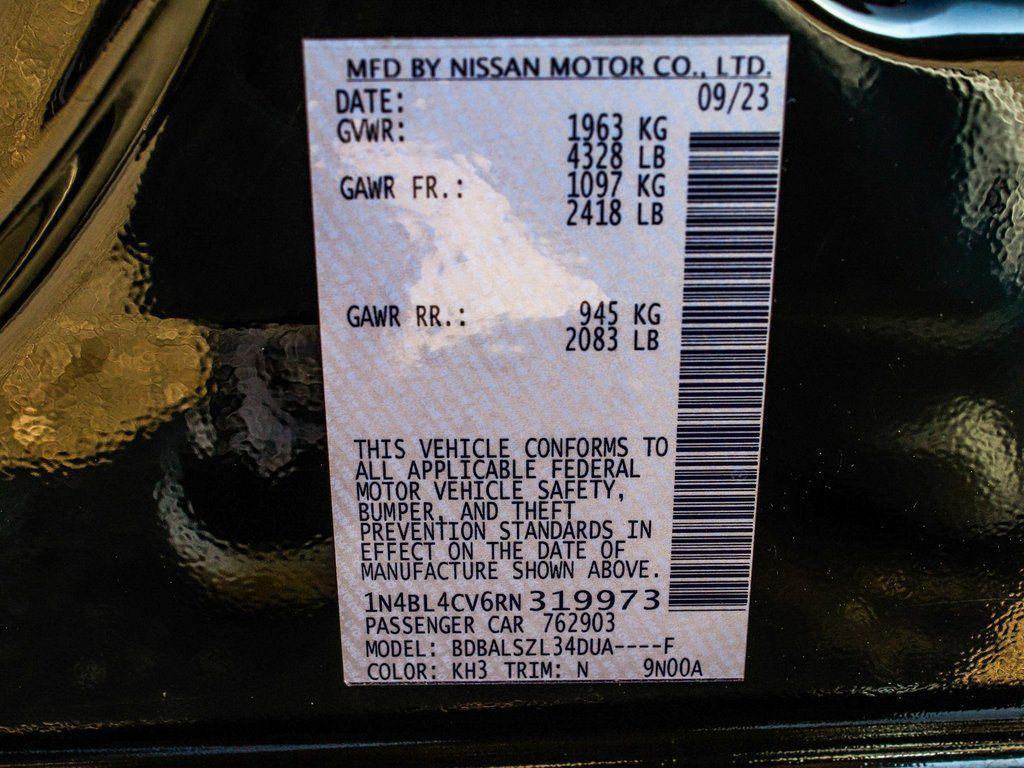 MFD BY NISSAN MOTOR CO., LTD.
DATE: 09/23
GVWR: 1963 KG
4328 LB
GAWR FR.: 1097 KG
2418 LB
GAWR RR.: 945 KG
2083 LB
THIS VEHICLE CONFORMS TO
ALL APPLICABLE FEDERAL
MOTOR VEHICLE SAFETY,
BUMPER, AND THEFT
PREVENTION STANDARDS IN
EFFECT ON THE DATE OF
MANUFACTURE SHOWN ABOVE.
1N4BL4CV6RN319973
PASSENGER CAR 762903
MODEL: BDBALSZL34DUA----F
COLOR: KH3 TRIM: N 9N00A